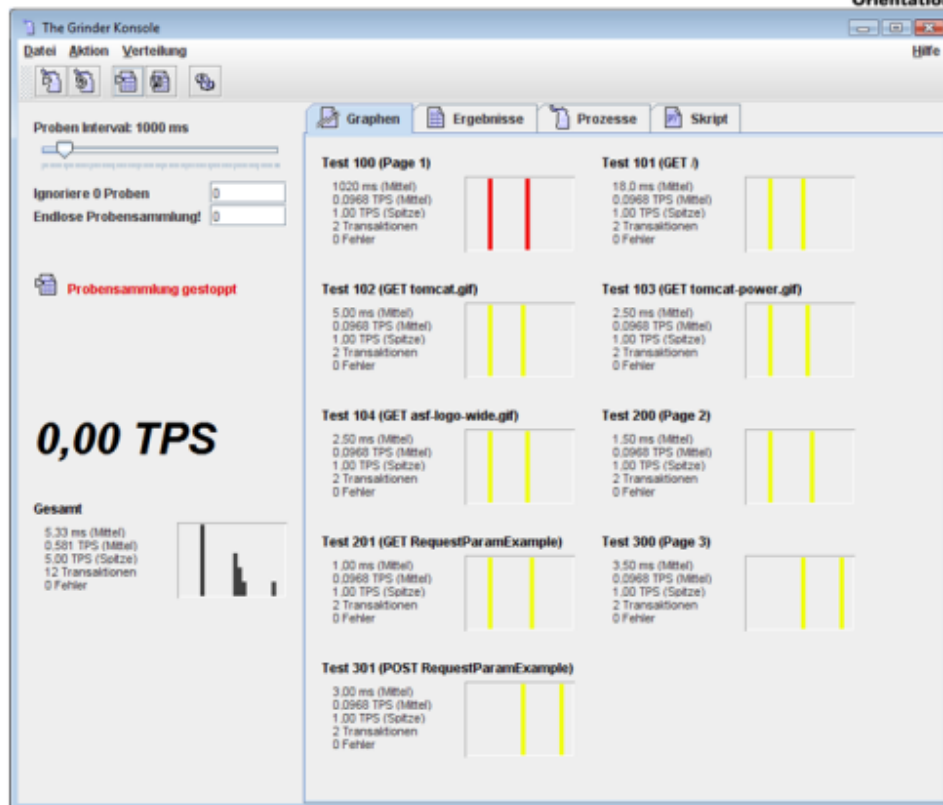 Orientation
The Grinder Konsole
Datei Aktion Verteilung
Hilfe
Proben Interval: 1000 ms
Ignoriere 0 Proben
0
Endlose Probensammlung!
0
Probensammlung gestoppt
0,00 TPS
Gesamt
5.33 ms (Mittel)
0.581 TPS (Mittel)
5.00 TPS (Spitze)
12 Transaktionen
0 Fehler
Graphen
Ergebnisse
Prozesse
Skript
Test 100 (Page 1)
1020 ms (Mittel)
0.0968 TPS (Mittel)
1.00 TPS (Spitze)
2 Transaktionen
0 Fehler
Test 101 (GET /)
18.0 ms (Mittel)
0.0968 TPS (Mittel)
1.00 TPS (Spitze)
2 Transaktionen
0 Fehler
Test 102 (GET tomcat.gif)
5.00 ms (Mittel)
0.0968 TPS (Mittel)
1.00 TPS (Spitze)
2 Transaktionen
0 Fehler
Test 103 (GET tomcat-power.gif)
2.50 ms (Mittel)
0.0968 TPS (Mittel)
1.00 TPS (Spitze)
2 Transaktionen
0 Fehler
Test 104 (GET asf-logo-wide.gif)
2.50 ms (Mittel)
0.0968 TPS (Mittel)
1.00 TPS (Spitze)
2 Transaktionen
0 Fehler
Test 200 (Page 2)
1.50 ms (Mittel)
0.0968 TPS (Mittel)
1.00 TPS (Spitze)
2 Transaktionen
0 Fehler
Test 201 (GET RequestParamExample)
1.00 ms (Mittel)
0.0968 TPS (Mittel)
1.00 TPS (Spitze)
2 Transaktionen
0 Fehler
Test 300 (Page 3)
3.50 ms (Mittel)
0.0968 TPS (Mittel)
1.00 TPS (Spitze)
2 Transaktionen
0 Fehler
Test 301 (POST RequestParamExample)
3.00 ms (Mittel)
0.0968 TPS (Mittel)
1.00 TPS (Spitze)
2 Transaktionen
0 Fehler